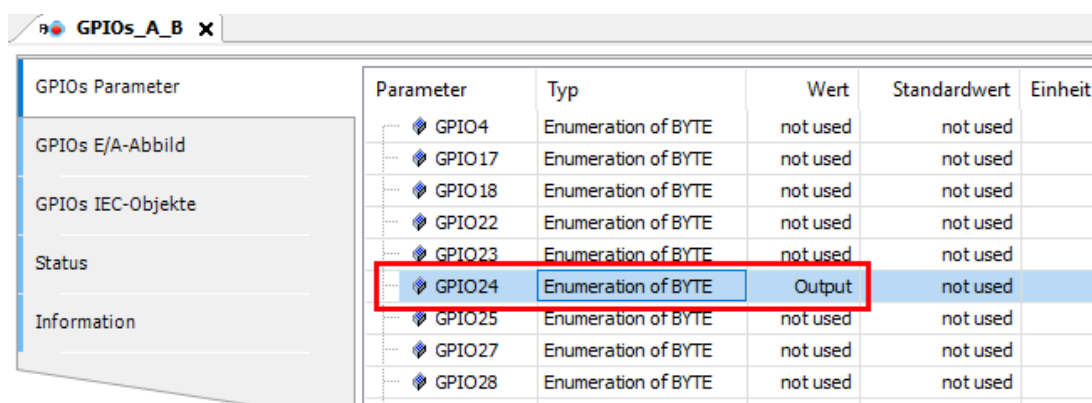 GPIOs_A_B X
GPIOs Parameter
GPIOs E/A-Abbild
GPIOs IEC-Objekte
Status
Information
Parameter Typ Wert Standardwert Einheit
GPIO4 Enumeration of BYTE not used not used
GPIO17 Enumeration of BYTE not used not used
GPIO18 Enumeration of BYTE not used not used
GPIO22 Enumeration of BYTE not used not used
GPIO23 Enumeration of BYTE not used not used
GPIO24 Enumeration of BYTE Output not used
GPIO25 Enumeration of BYTE not used not used
GPIO27 Enumeration of BYTE not used not used
GPIO28 Enumeration of BYTE not used not used